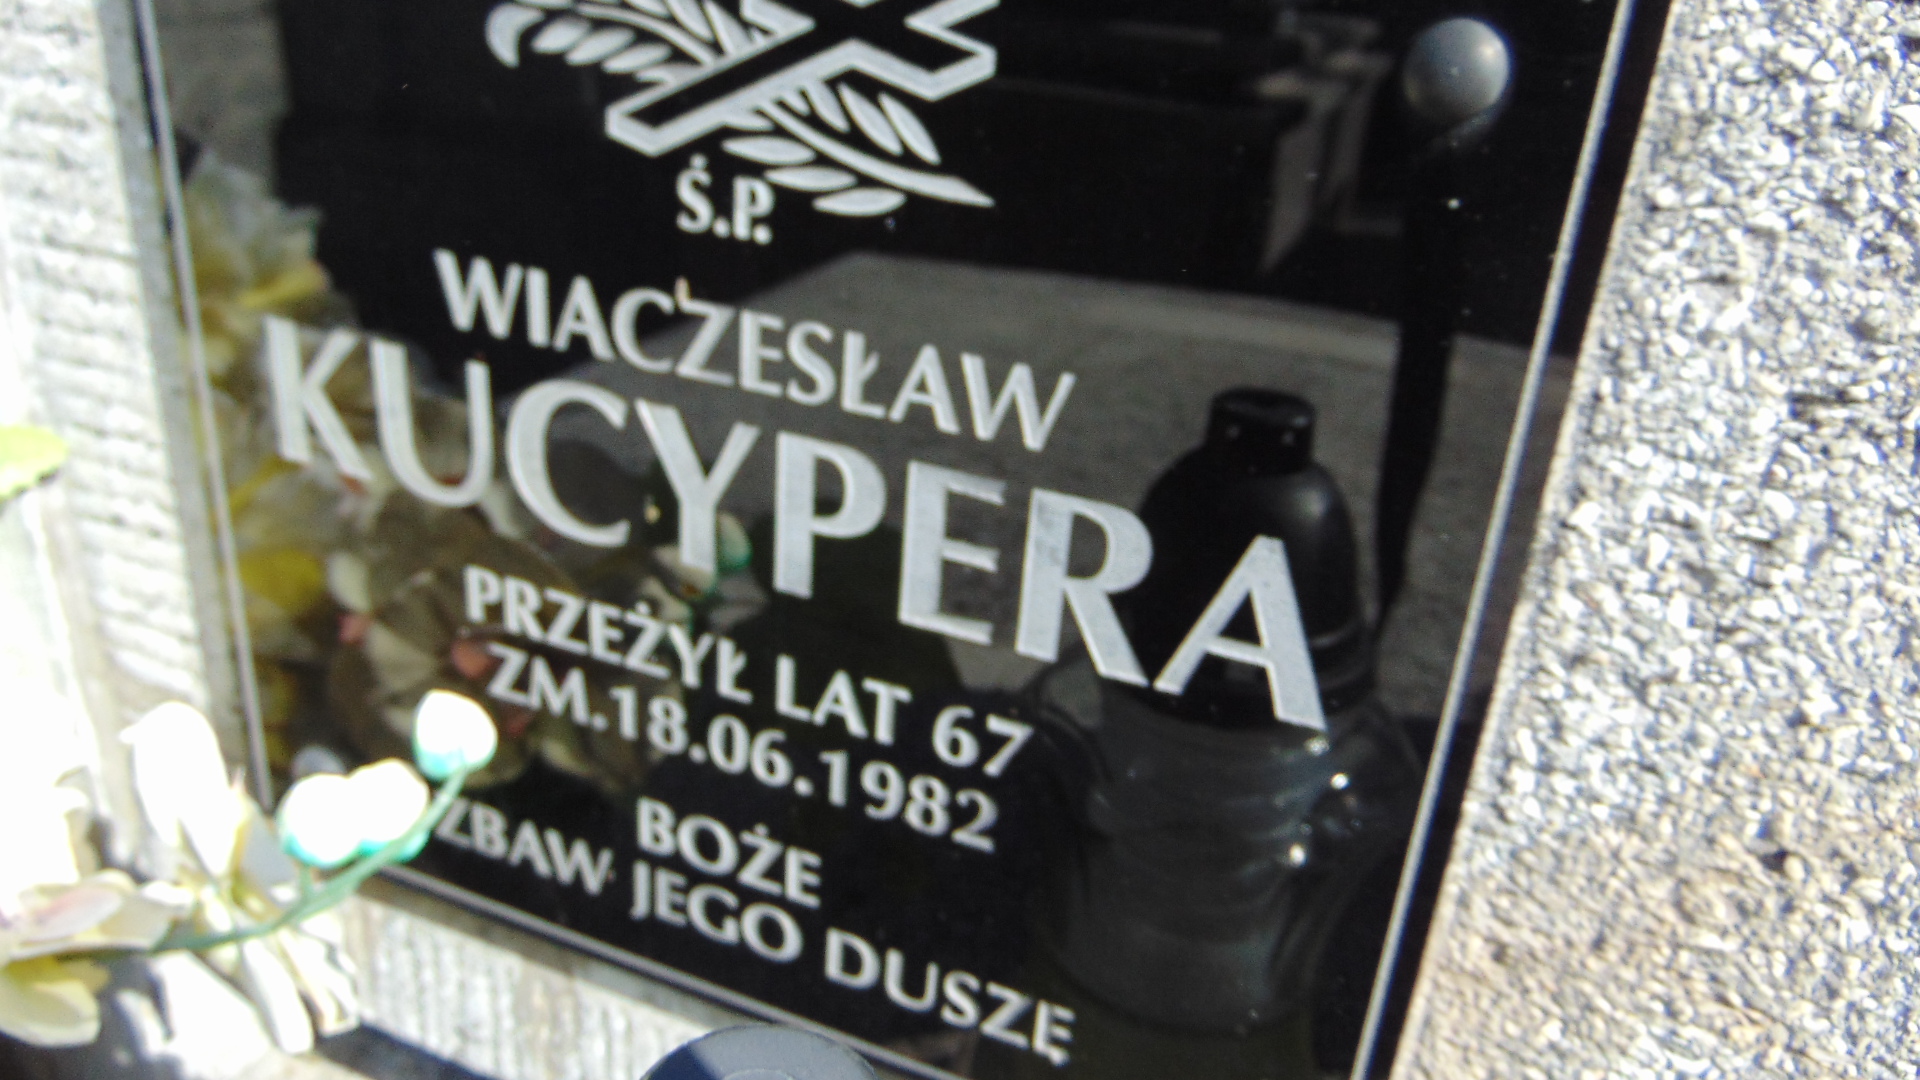 Ś.P.
WIACZESŁAW
KUCYPERA
PRZEŻYŁ LAT 67
ZM.18.06.1982
BOŻE
ZBAW JEGO DUSZĘ